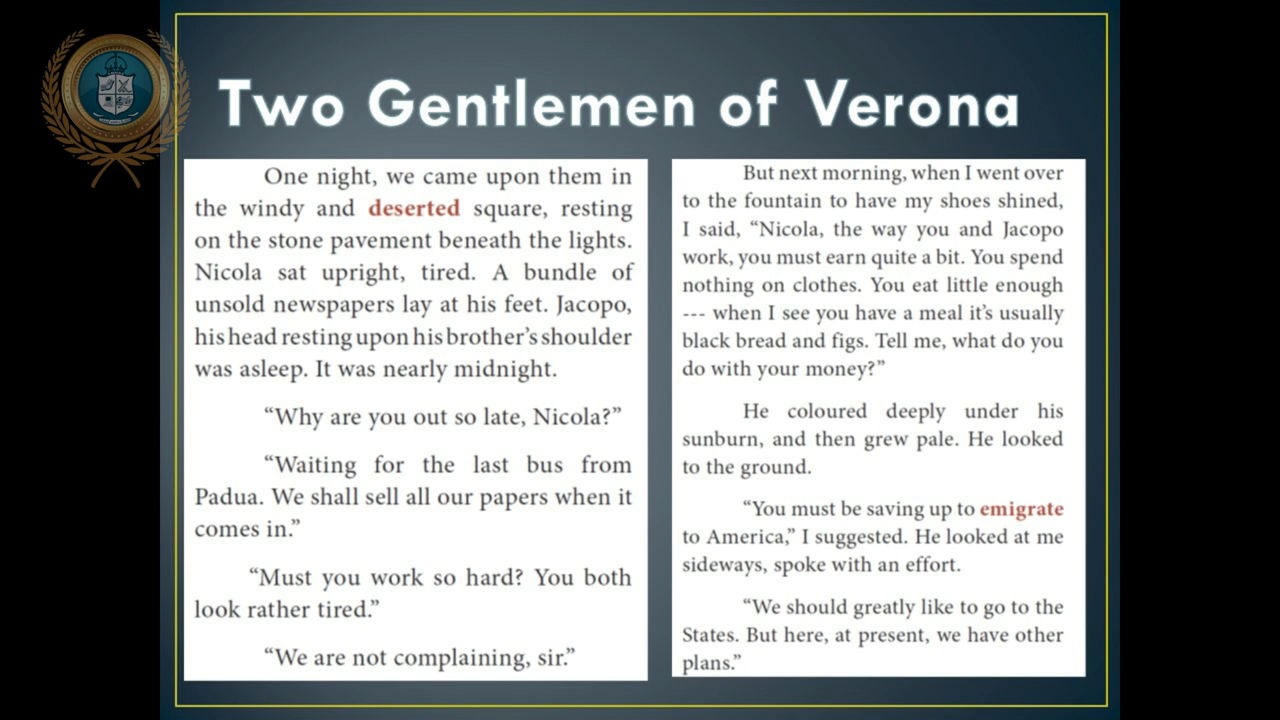 Two Gentlemen of Verona
One night, we came upon them in
the windy and deserted square, resting
on the stone pavement beneath the lights.
Nicola sat upright, tired. A bundle of
unsold newspapers lay at his feet. Jacopo,
his head resting upon his brother's shoulder
was asleep. It was nearly midnight.
“Why are you out so late, Nicola?”
“Waiting for the last bus from
Padua. We shall sell all our papers when it
comes in.”
“Must you work so hard? You both
look rather tired.”
“We are not complaining, sir.”
But next morning, when I went over
to the fountain to have my shoes shined,
I said, “Nicola, the way you and Jacopo
work, you must earn quite a bit. You spend
nothing on clothes. You eat little enough
--- when I see you have a meal it's usually
black bread and figs. Tell me, what do you
do with your money?”
He coloured deeply under his
sunburn, and then grew pale. He looked
to the ground.
“You must be saving up to emigrate
to America,” I suggested. He looked at me
sideways, spoke with an effort.
“We should greatly like to go to the
States. But here, at present, we have other
plans.”